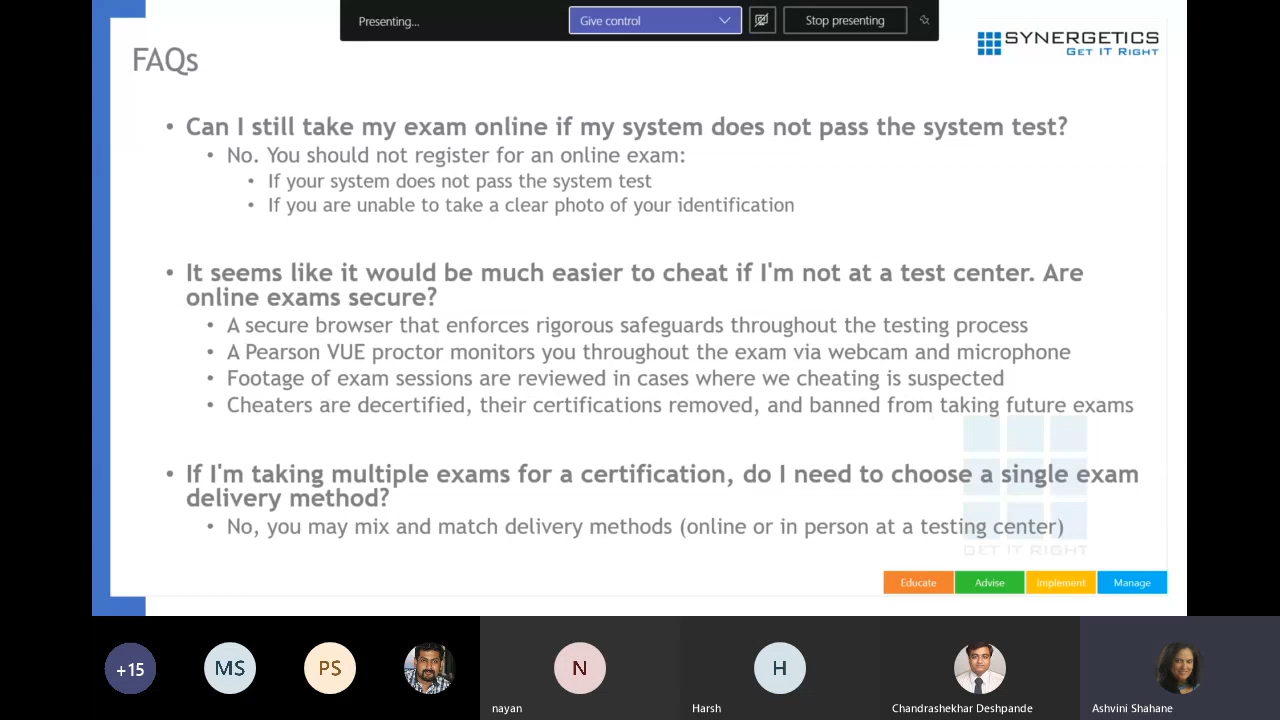 Presenting...
Give control
Stop presenting
SYNERGETICS
GET IT RIGHT
FAQs
• Can I still take my exam online if my system does not pass the system test?
• No. You should not register for an online exam:
• If your system does not pass the system test
• If you are unable to take a clear photo of your identification
• It seems like it would be much easier to cheat if I'm not at a test center. Are
online exams secure?
• A secure browser that enforces rigorous safeguards throughout the testing process
• A Pearson VUE proctor monitors you throughout the exam via webcam and microphone
• Footage of exam sessions are reviewed in cases where we cheating is suspected
• Cheaters are decertified, their certifications removed, and banned from taking future exams
• If I'm taking multiple exams for a certification, do I need to choose a single exam
delivery method?
• No, you may mix and match delivery methods (online or in person at a testing center)
GET IT RIGHT
Educate
Advise
Implement
Manage
+15
MS
PS
N
H
nayan
Harsh
Chandrashekhar Deshpande
Ashvini Shahane